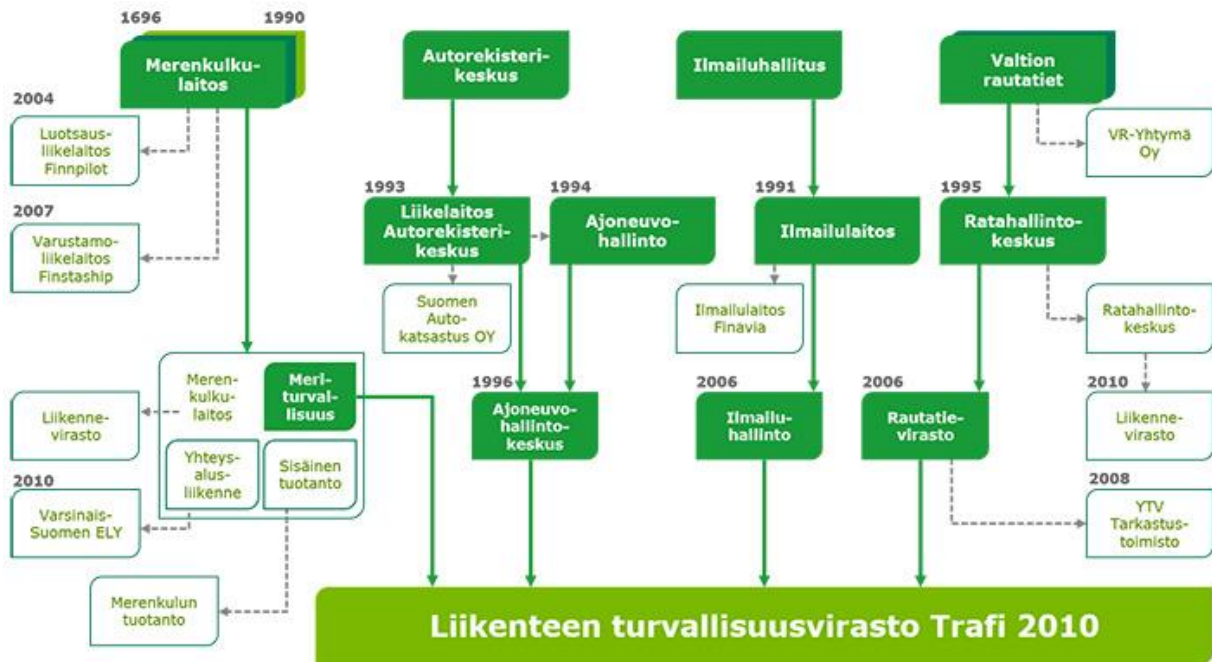 1696
1990
Merenkulku-
laitos
Autorekisteri-
keskus
Ilmailuhallitus
Valtion
rautatiet
2004
Luotsaus-
liikelaitos
Finnpilot
VR-Yhtymä
Oy
2007
Varustamo-
liikelaitos
Finstaship
1993
Liikelaitos
Autorekisteri-
keskus
1994
Ajoneuvo-
hallinto
1991
Ilmailulaitos
1995
Ratahallinto-
keskus
Suomen
Auto-
katsastus OY
Ilmailulaitos
Finavia
Ratahallinto-
keskus
Meren-
kulku-
laitos
Meri-
turval-
lisuus
Liikenne-
virasto
Yhteys-
alus-
liikenne
Sisäinen
tuotanto
1996
Ajoneuvo-
hallinto-
keskus
2006
Ilmailu-
hallinto
2006
Rautatie-
virasto
2010
Liikenne-
virasto
2010
Varsinais-
Suomen ELY
2008
YTV
Tarkastus-
toimisto
Merenkulun
tuotanto
Liikenteen turvallisuusvirasto Trafi 2010